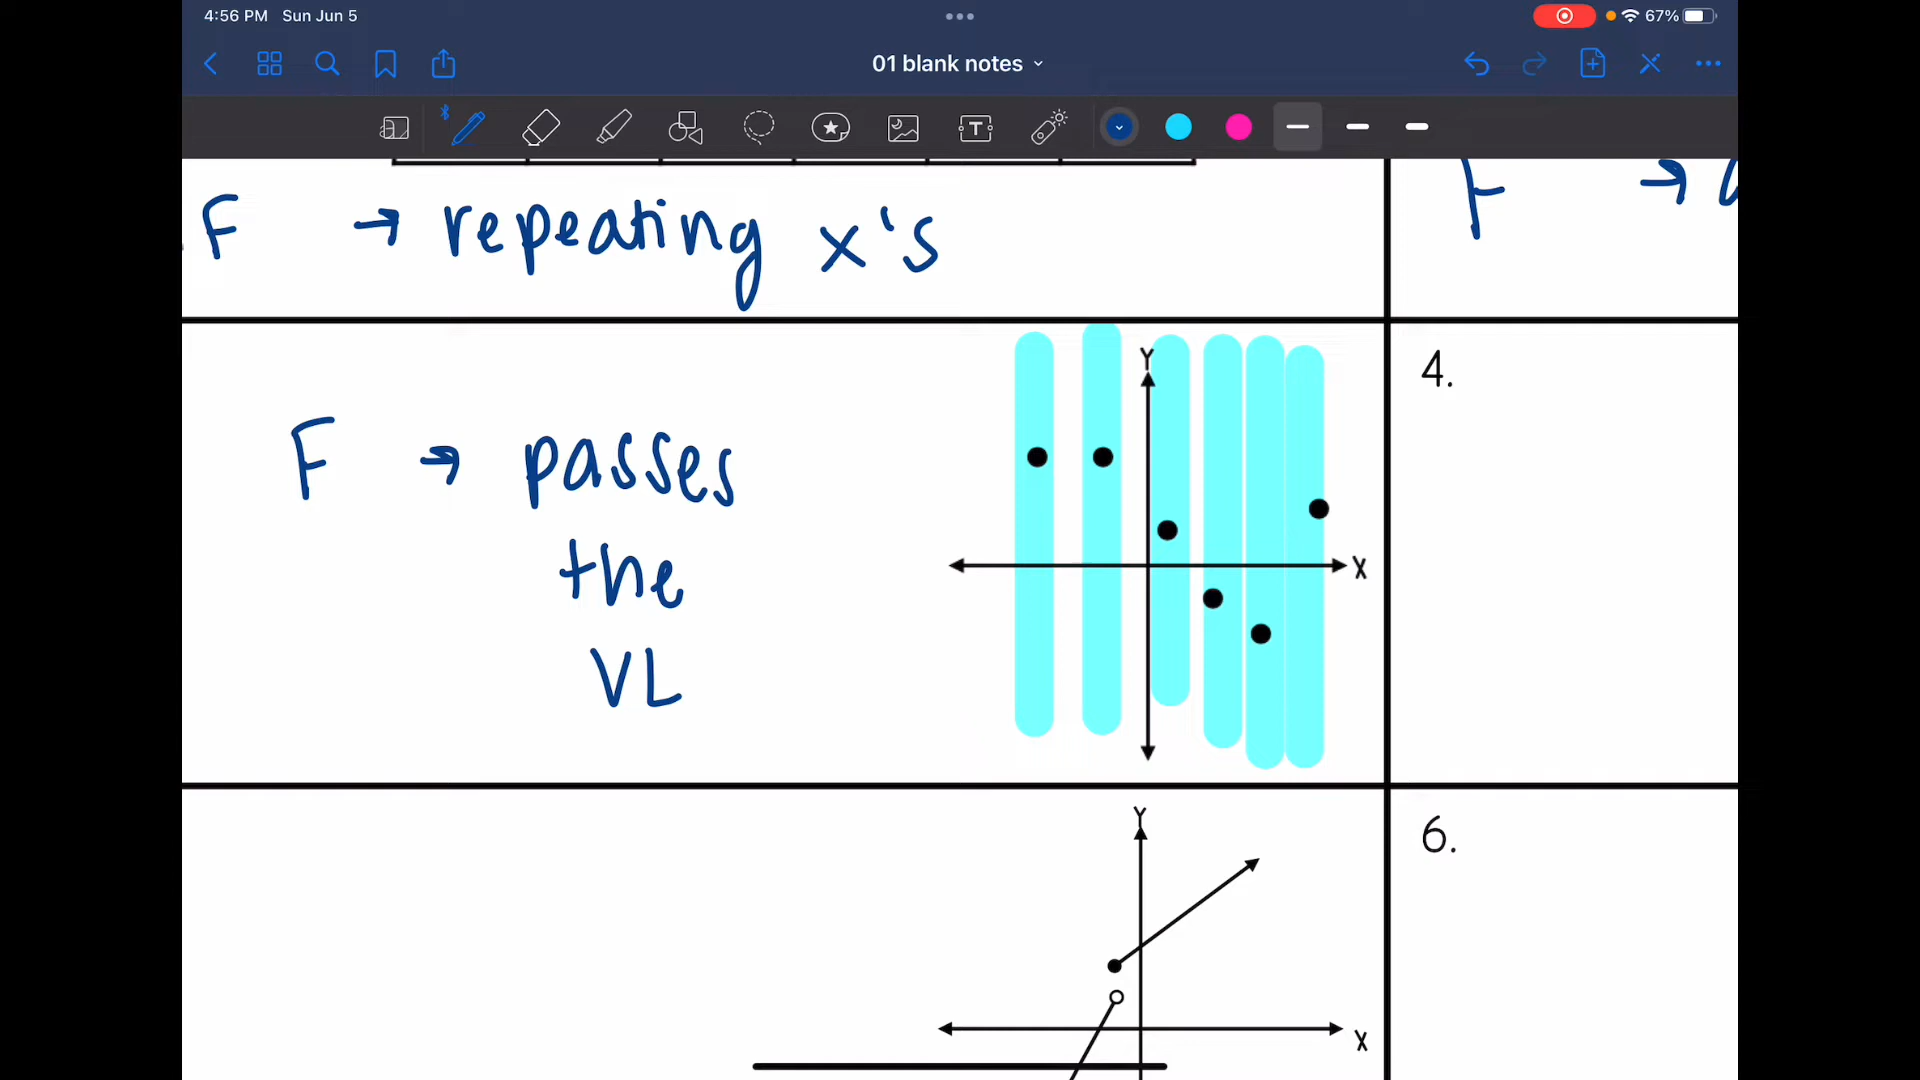 4:56 PM Sun Jun 5
67%
01 blank notes
T
F → repeating x's
F →
F → passes
the
VL
Y
X
4.
Y
X
6.